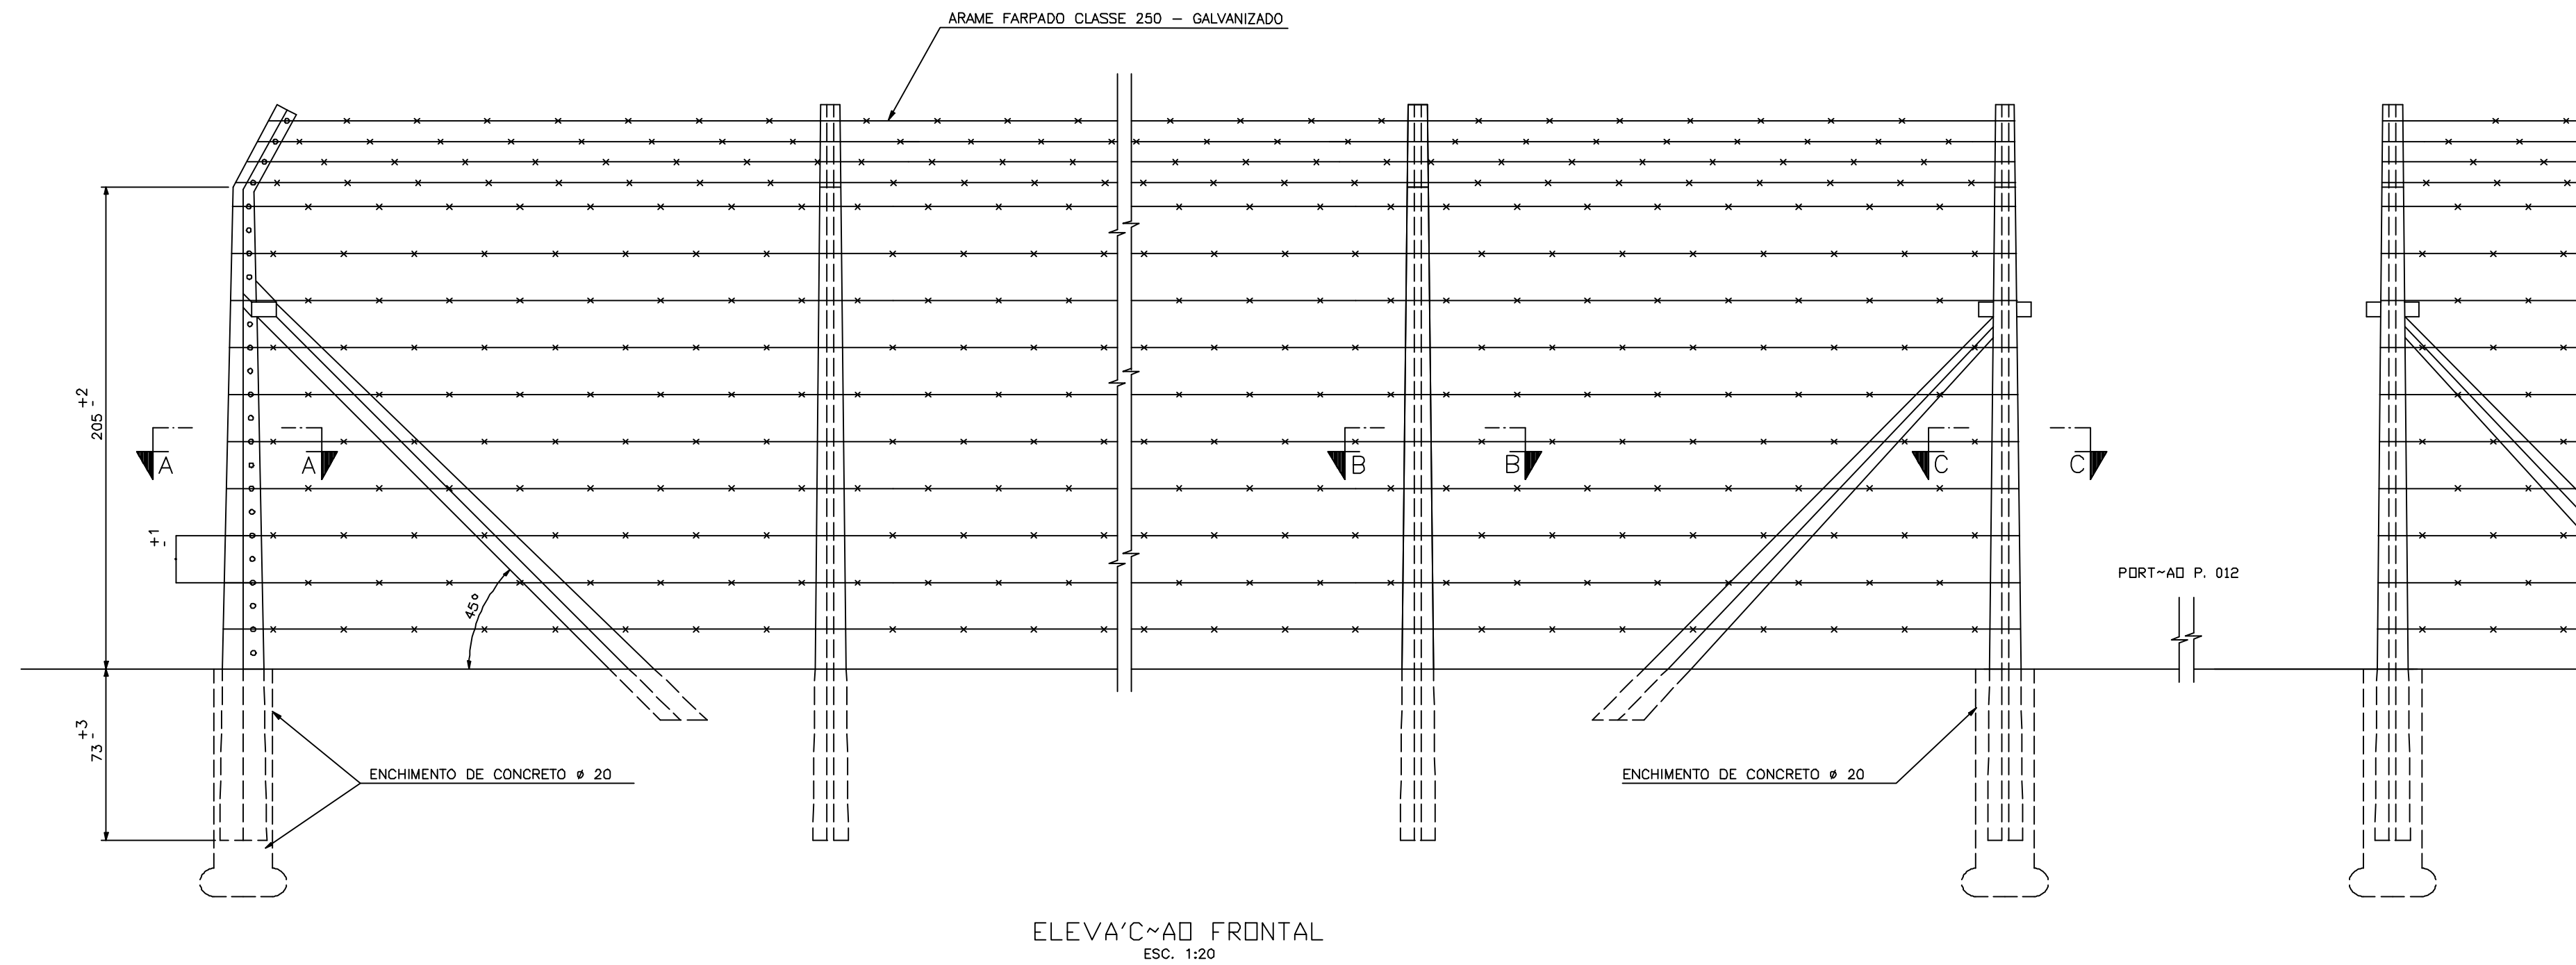 ARAME FARPADO CLASSE 250 - GALVANIZADO
205 +2
-
A A B B C C
+1
-
PORT~AO P. 012
45°
73 +3
-
ENCHIMENTO DE CONCRETO ø 20
ENCHIMENTO DE CONCRETO ø 20
ELEVA'C~AO FRONTAL
ESC. 1:20